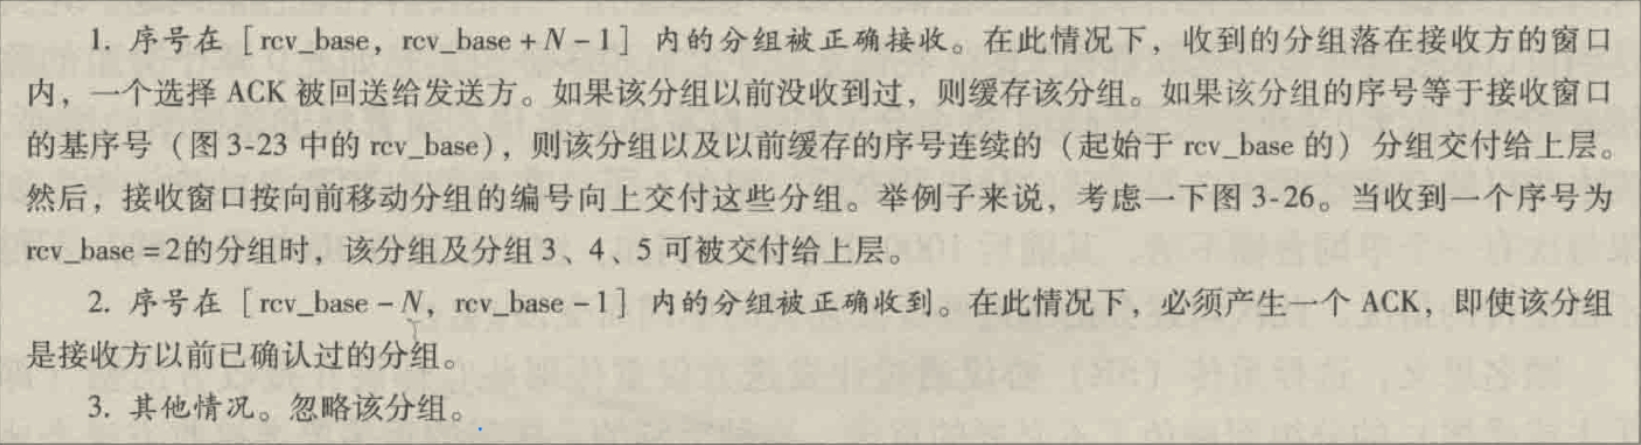 1. 序号在 [rcv_base, rcv_base + N - 1] 内的分组被正确接收。在此情况下，收到的分组落在接收方的窗口
内，一个选择 ACK 被回送给发送方。如果该分组以前没收到过，则缓存该分组。如果该分组的序号等于接收窗口
的基序号（图 3-23 中的 rcv_base），则该分组以及以前缓存的序号连续的（起始于 rcv_base 的）分组交付给上层。
然后，接收窗口按向前移动分组的编号向上交付这些分组。举例子来说，考虑一下图 3-26。当收到一个序号为
rcv_base = 2的分组时，该分组及分组 3、4、5 可被交付给上层。
2. 序号在 [rcv_base - N, rcv_base - 1] 内的分组被正确收到。在此情况下，必须产生一个 ACK，即使该分组
是接收方以前已确认过的分组。
3. 其他情况。忽略该分组。